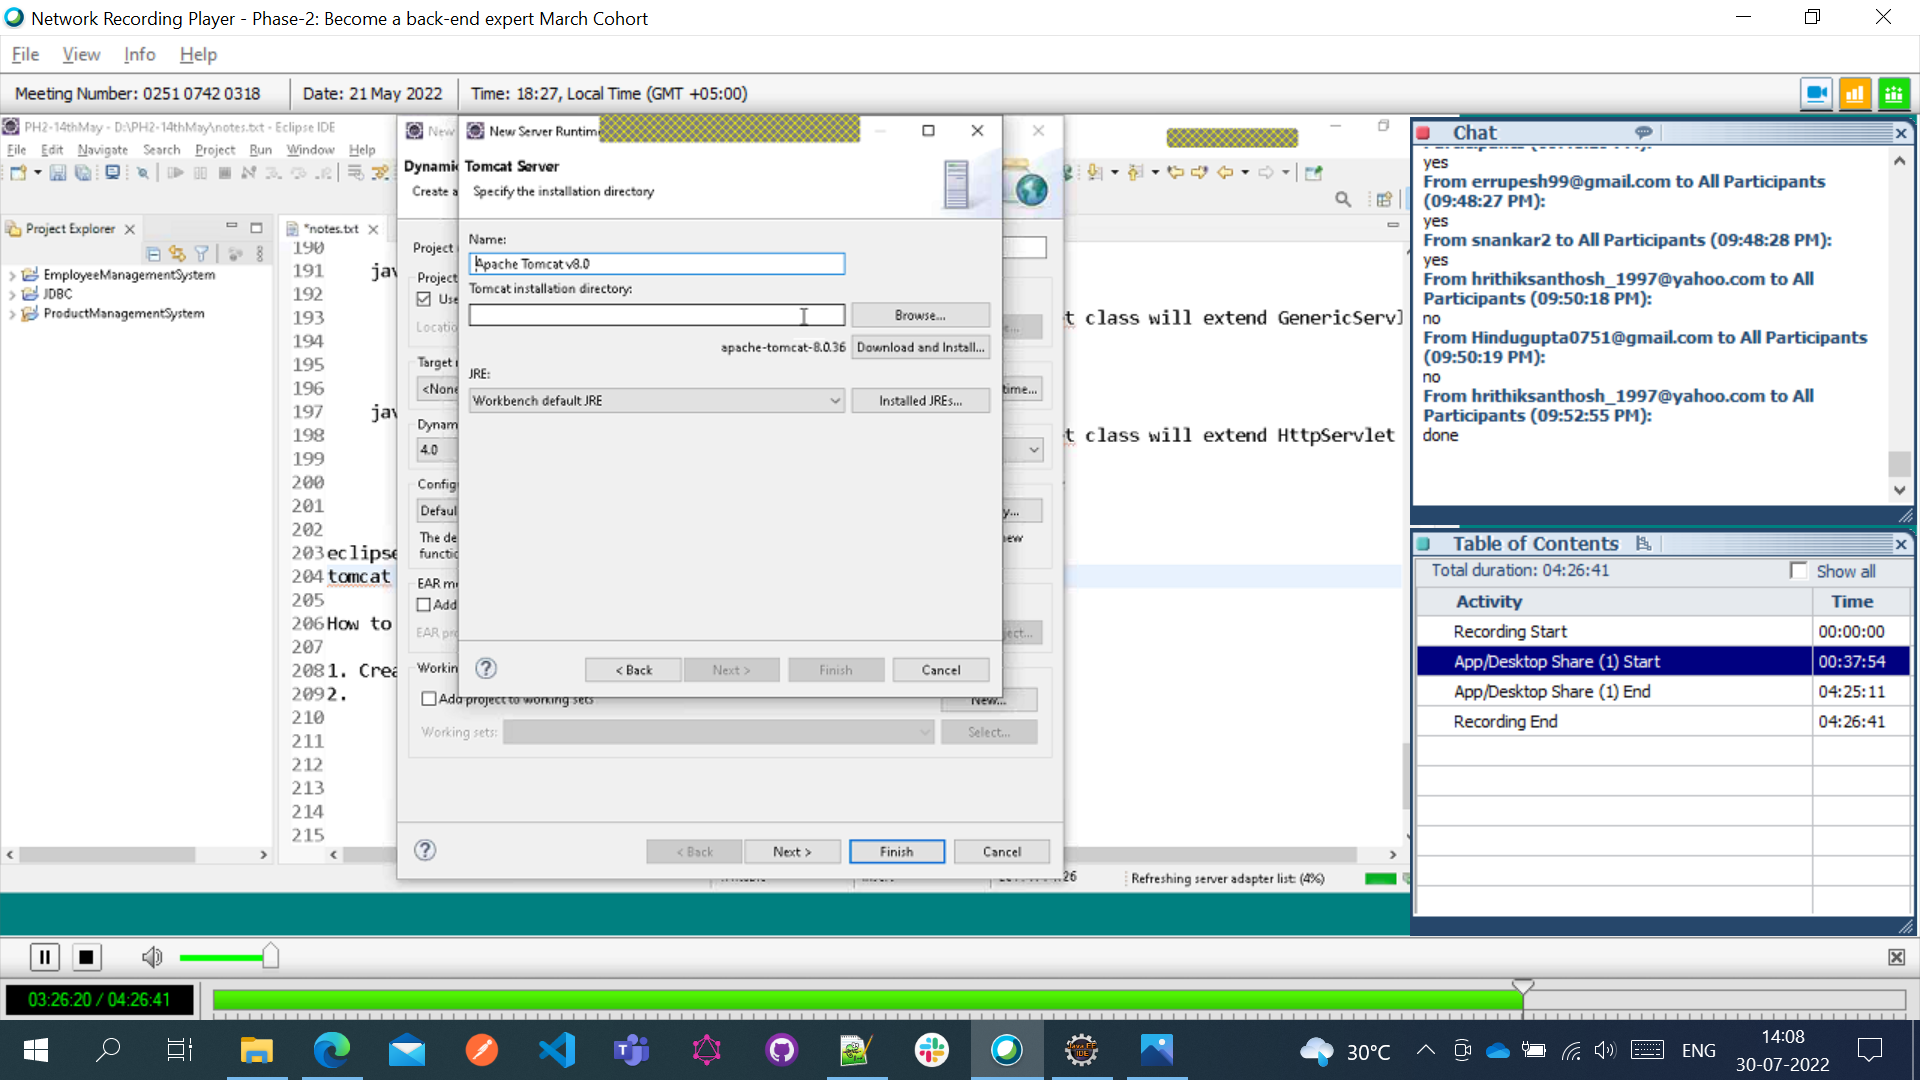 Network Recording Player - Phase-2: Become a back-end expert March Cohort
File View Info Help
Meeting Number: 0251 0742 0318 Date: 21 May 2022 Time: 18:27, Local Time (GMT +05:00)
PH2-14thMay - D:\PH2-14thMay\notes.txt - Eclipse IDE
File Edit Navigate Search Project Run Window Help
Project Explorer
EmployeeManagementSystem
JDBC
ProductManagementSystem
*notes.txt
190
191 jav
192
193 t class will extend GenericServl
194
195
196
197 jav
198 t class will extend HttpServlet
199
200
201
202
203 eclipse
204 tomcat
205
206 How to
207
208 1. Crea
209 2.
210
211
212
213
214
215
New
Dynamic
Create a
Project
Project
Use
Locatio
Target r
<None
time...
Dynam
4.0
Config
Defaul
y...
The de
new
functio
EAR m
Add
EAR pro
ject...
Workin
Add project to working sets
New...
Working sets:
Select...
< Back Next > Finish Cancel
New Server Runtim
Tomcat Server
Specify the installation directory
Name:
Apache Tomcat v8.0
Tomcat installation directory:
Browse...
apache-tomcat-8.0.36 Download and Install...
JRE:
Workbench default JRE Installed JREs...
< Back Next > Finish Cancel
Refreshing server adapter list: (4%)
Chat
yes
From errupesh99@gmail.com to All Participants
(09:48:27 PM):
yes
From snankar2 to All Participants (09:48:28 PM):
yes
From hrithiksanthosh_1997@yahoo.com to All
Participants (09:50:18 PM):
no
From Hindugupta0751@gmail.com to All Participants
(09:50:19 PM):
no
From hrithiksanthosh_1997@yahoo.com to All
Participants (09:52:55 PM):
done
Table of Contents
Total duration: 04:26:41 Show all
Activity Time
Recording Start 00:00:00
App/Desktop Share (1) Start 00:37:54
App/Desktop Share (1) End 04:25:11
Recording End 04:26:41
03:26:20 / 04:26:41
30°C ENG 14:08
30-07-2022